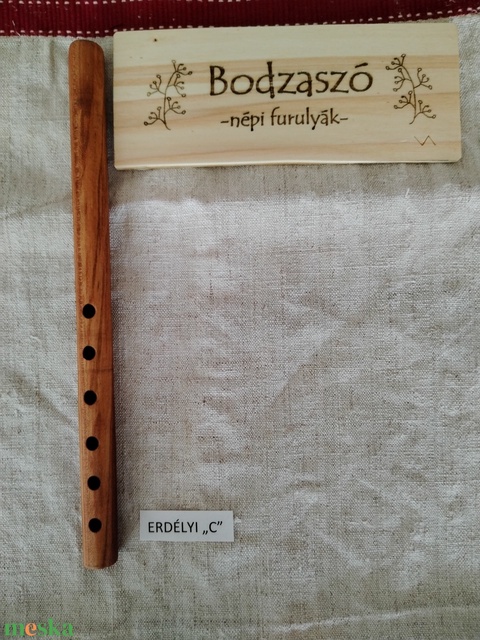 Bodzaszó
-népi furulyák-
ERDÉLYI „C”
meska